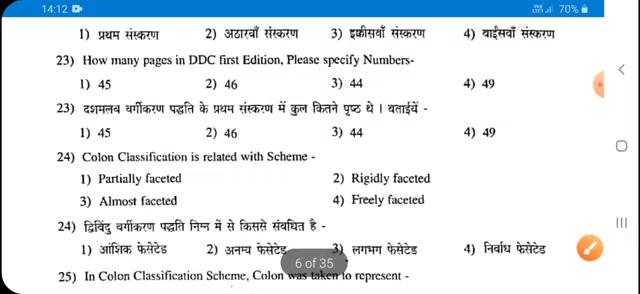 14:12 70%
1) प्रथम संस्करण 2) अठारवाँ संस्करण 3) इक्कीसवाँ संस्करण 4) बाईसवाँ संस्करण
23) How many pages in DDC first Edition, Please specify Numbers-
1) 45 2) 46 3) 44 4) 49
23) दशमलव वर्गीकरण पद्धति के प्रथम संस्करण में कुल कितने पृष्ठ थे । बताईयें -
1) 45 2) 46 3) 44 4) 49
24) Colon Classification is related with Scheme -
1) Partially faceted 2) Rigidly faceted
3) Almost faceted 4) Freely faceted
24) द्विबिंदु वर्गीकरण पद्धति निम्न में से किससे संबधित है -
1) आंशिक फेसेटेड 2) अनम्य फेसेटेड 3) लगभग फेसेटेड 4) निर्बाध फेसेटेड
6 of 35
25) In Colon Classification Scheme, Colon was taken to represent -